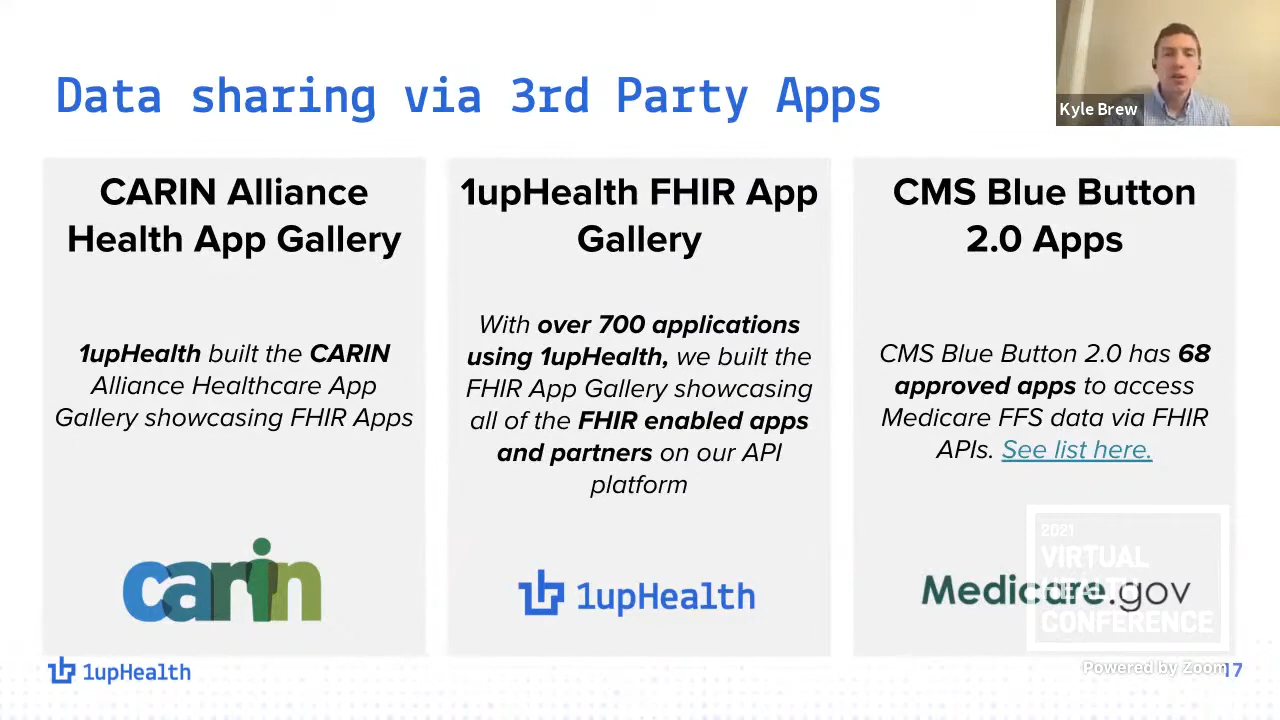 Data sharing via 3rd Party Apps
Kyle Brew
CARIN Alliance
Health App Gallery
1upHealth built the CARIN
Alliance Healthcare App
Gallery showcasing FHIR Apps
carin
1upHealth FHIR App
Gallery
With over 700 applications
using 1upHealth, we built the
FHIR App Gallery showcasing
all of the FHIR enabled apps
and partners on our API
platform
1upHealth
CMS Blue Button
2.0 Apps
CMS Blue Button 2.0 has 68
approved apps to access
Medicare FFS data via FHIR
APIs. See list here.
Medicare.gov
2021
VIRTUAL
HEALTH
CONFERENCE
1upHealth
Powered by Zoom
17